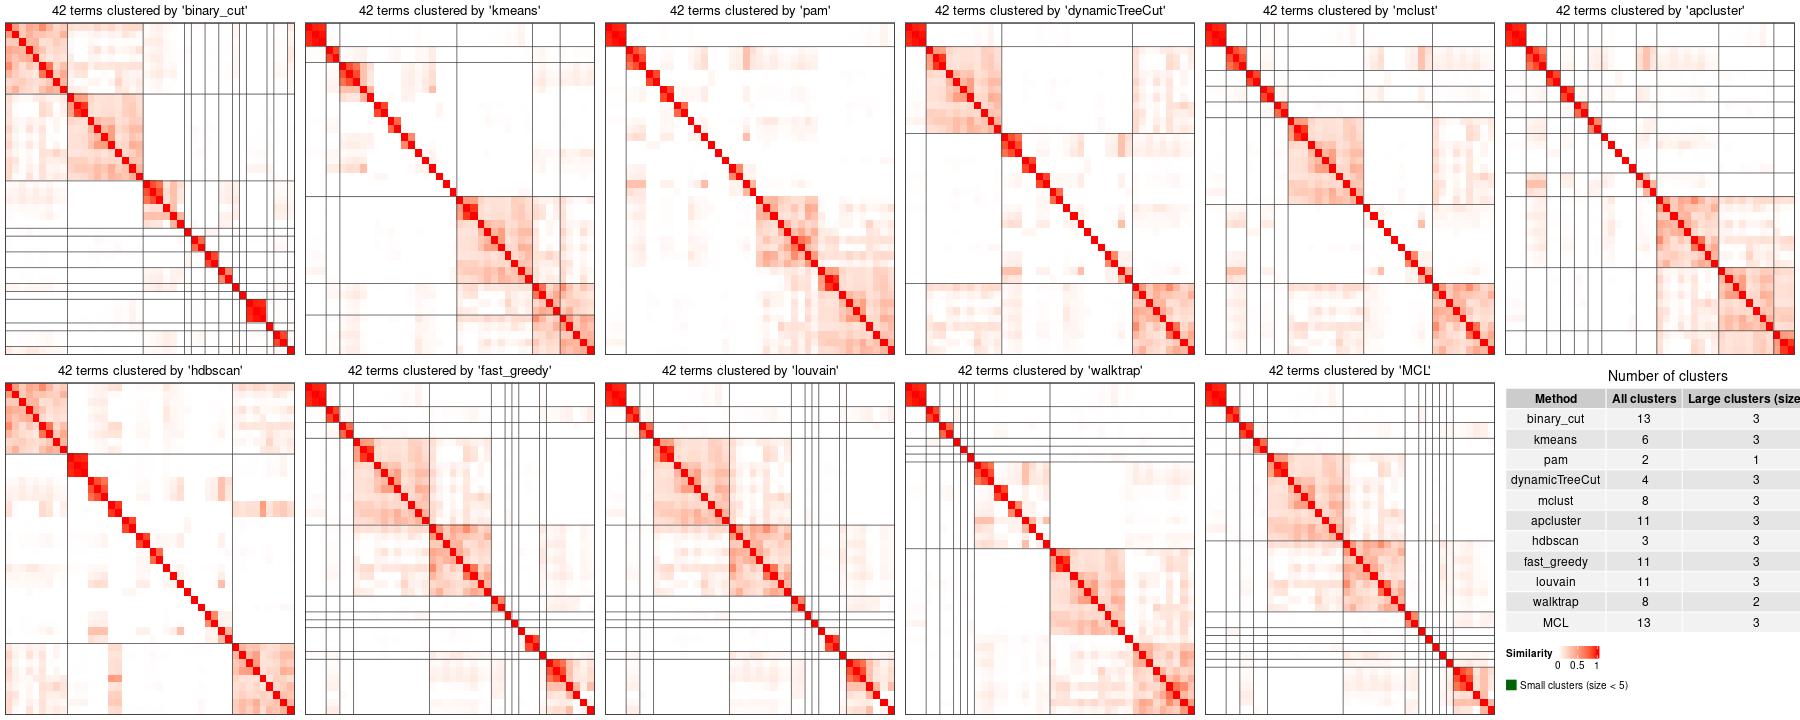 42 terms clustered by 'binary_cut'
42 terms clustered by 'kmeans'
42 terms clustered by 'pam'
42 terms clustered by 'dynamicTreeCut'
42 terms clustered by 'mclust'
42 terms clustered by 'apcluster'
42 terms clustered by 'hdbscan'
42 terms clustered by 'fast_greedy'
42 terms clustered by 'louvain'
42 terms clustered by 'walktrap'
42 terms clustered by 'MCL'
Number of clusters
Method All clusters Large clusters (size
binary_cut 13 3
kmeans 6 3
pam 2 1
dynamicTreeCut 4 3
mclust 8 3
apcluster 11 3
hdbscan 3 3
fast_greedy 11 3
louvain 11 3
walktrap 8 2
MCL 13 3
Similarity
0 0.5 1
Small clusters (size < 5)